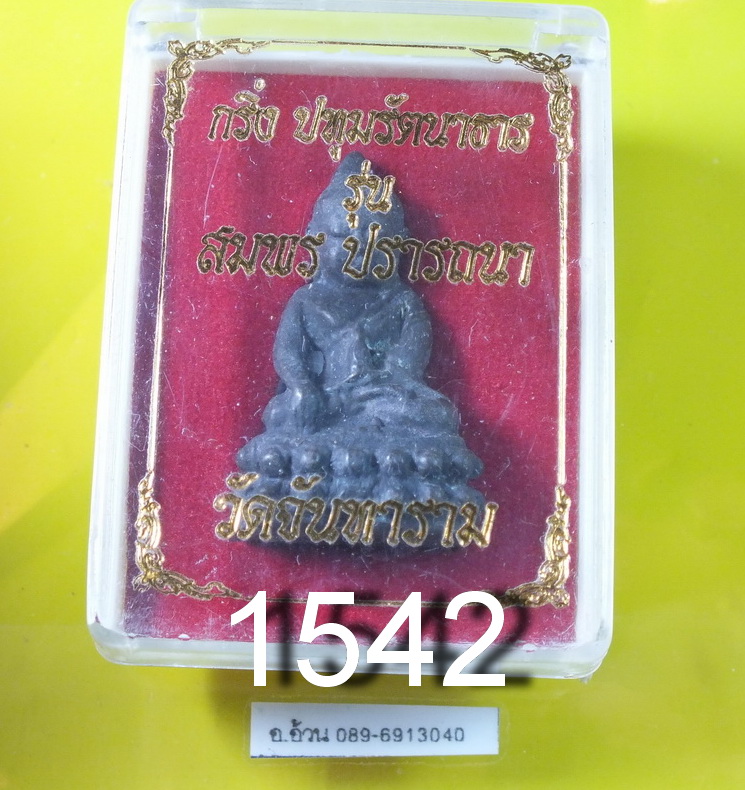 กริ่ง ปทุมรัตนาธาร
รุ่น
สมพร ปรารถนา
วัดจันทาราม
1542
อ.อ้วน 089-6913040